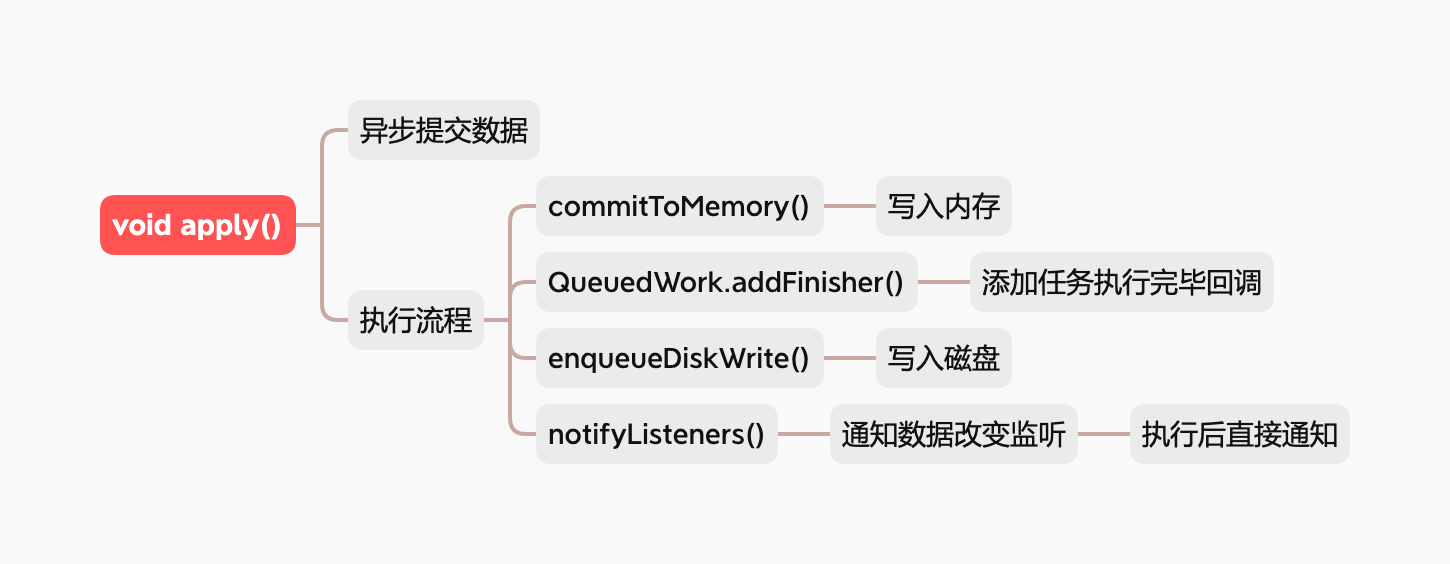 void apply()
异步提交数据
执行流程
commitToMemory()
写入内存
QueuedWork.addFinisher()
添加任务执行完毕回调
enqueueDiskWrite()
写入磁盘
notifyListeners()
通知数据改变监听
执行后直接通知